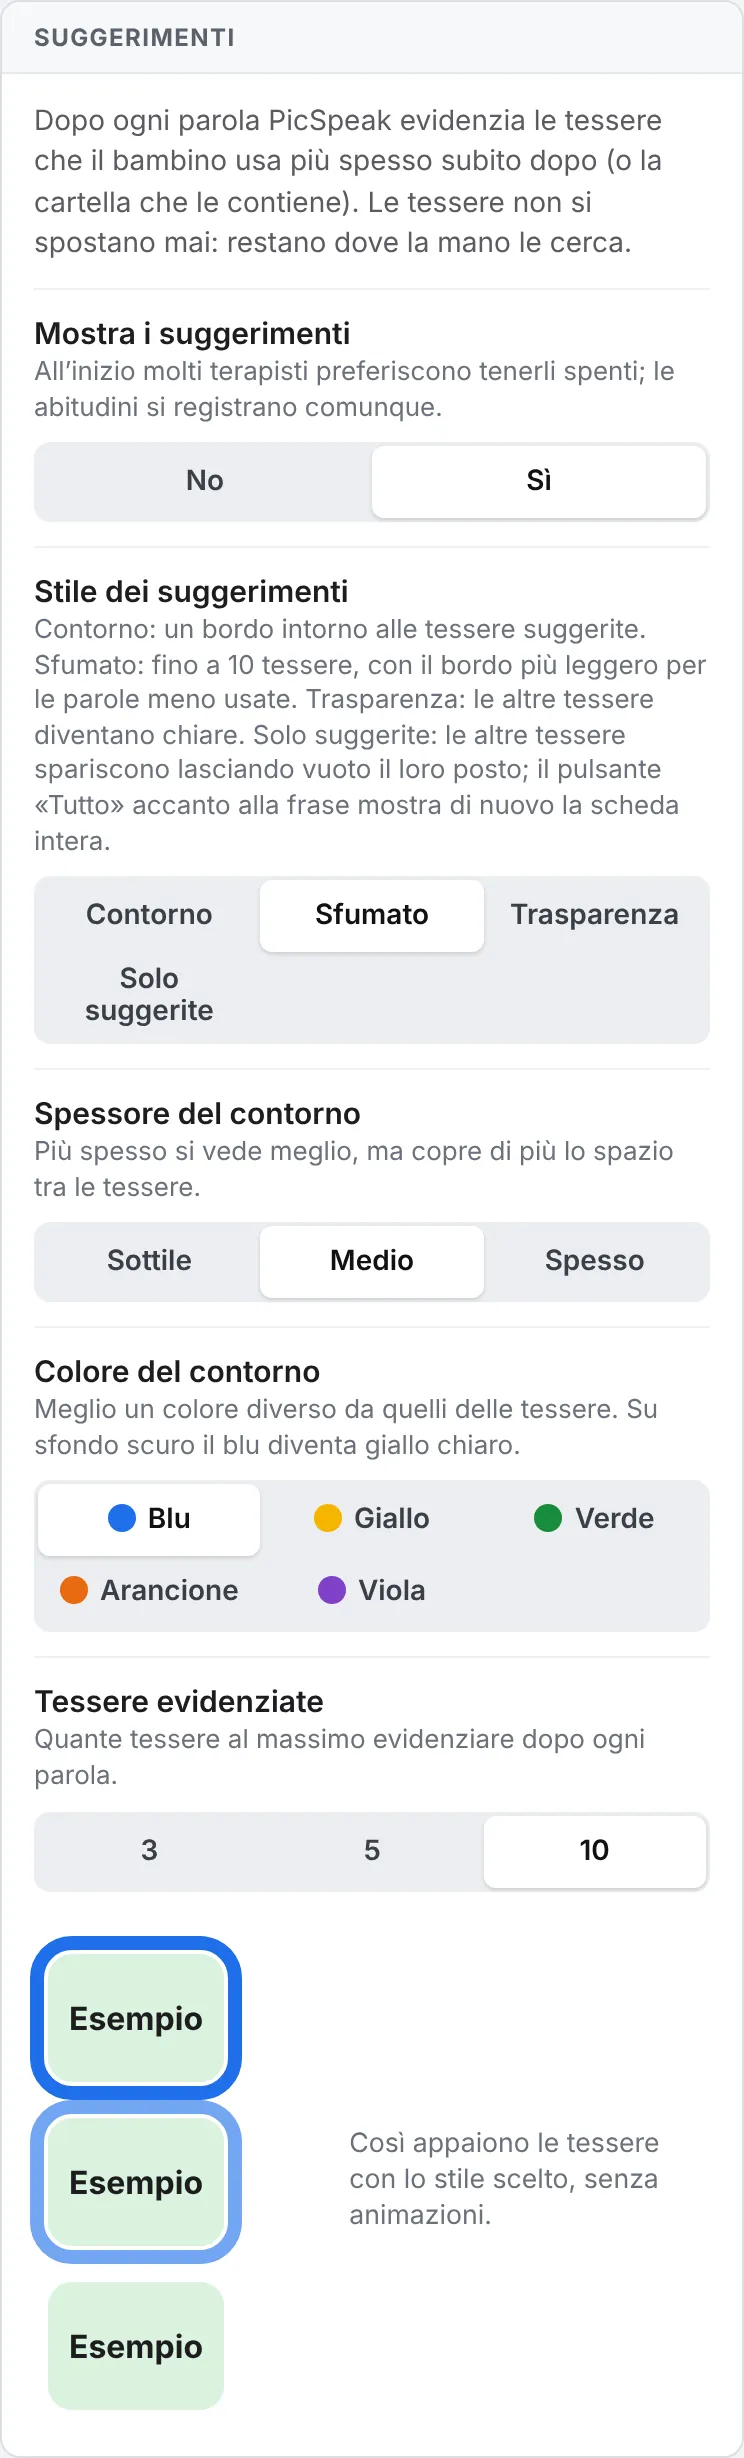 SUGGERIMENTI
Dopo ogni parola PicSpeak evidenzia le tessere
che il bambino usa più spesso subito dopo (o la
cartella che le contiene). Le tessere non si
spostano mai: restano dove la mano le cerca.
Mostra i suggerimenti
All’inizio molti terapisti preferiscono tenerli spenti; le
abitudini si registrano comunque.
No Sì
Stile dei suggerimenti
Contorno: un bordo intorno alle tessere suggerite.
Sfumato: fino a 10 tessere, con il bordo più leggero per
le parole meno usate. Trasparenza: le altre tessere
diventano chiare. Solo suggerite: le altre tessere
spariscono lasciando vuoto il loro posto; il pulsante
«Tutto» accanto alla frase mostra di nuovo la scheda
intera.
Contorno Sfumato Trasparenza
Solo
suggerite
Spessore del contorno
Più spesso si vede meglio, ma copre di più lo spazio
tra le tessere.
Sottile Medio Spesso
Colore del contorno
Meglio un colore diverso da quelli delle tessere. Su
sfondo scuro il blu diventa giallo chiaro.
Blu Giallo Verde
Arancione Viola
Tessere evidenziate
Quante tessere al massimo evidenziare dopo ogni
parola.
3 5 10
Esempio
Esempio
Esempio
Così appaiono le tessere
con lo stile scelto, senza
animazioni.